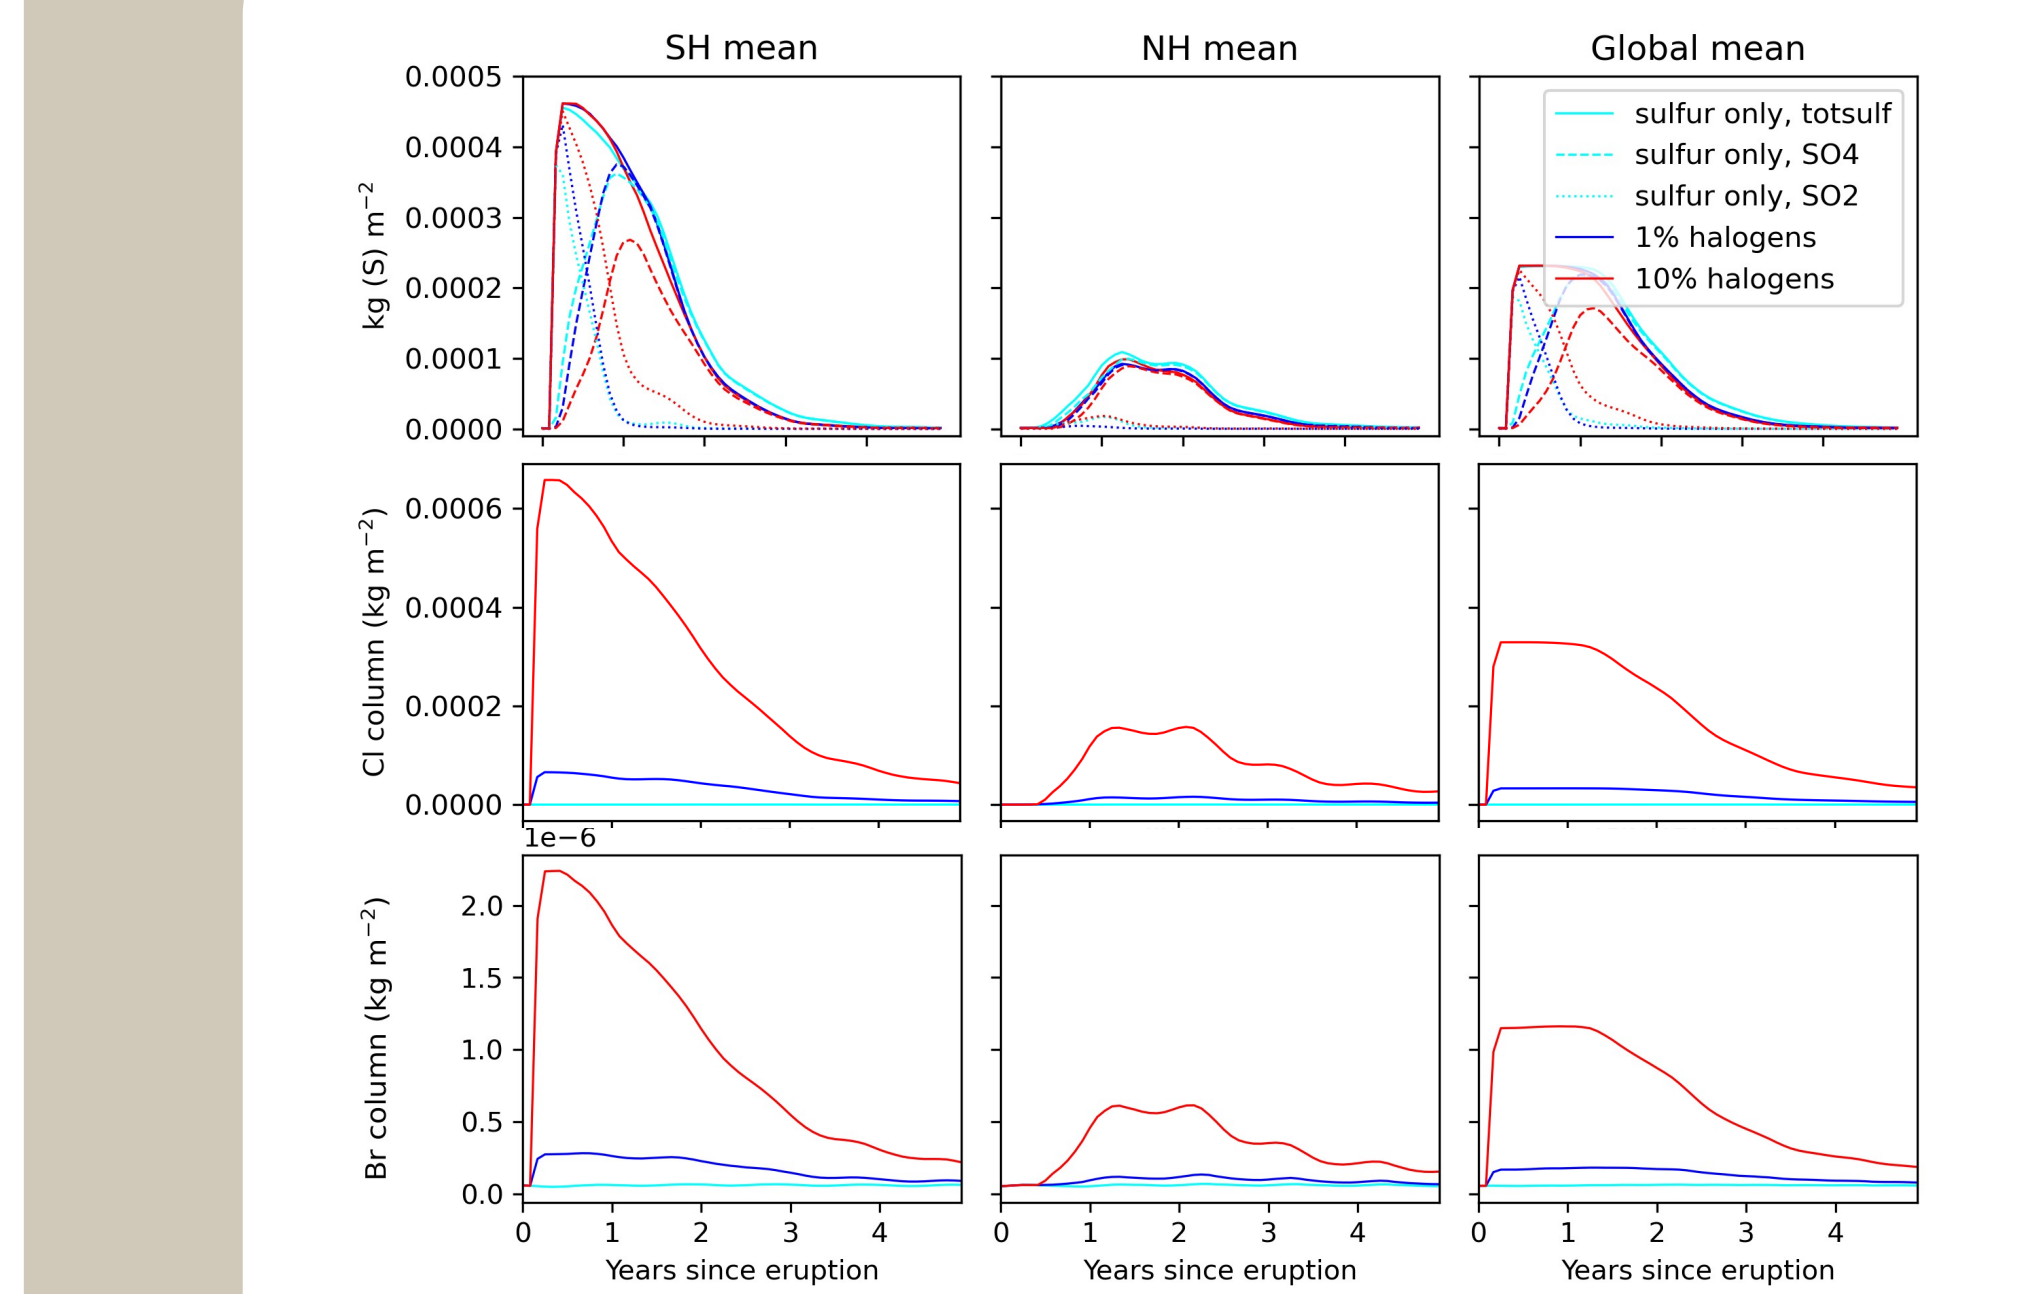 SH mean
NH mean
Global mean
kg (S) m−2
0.0005
0.0004
0.0003
0.0002
0.0001
0.0000
sulfur only, totsulf
sulfur only, SO4
sulfur only, SO2
1% halogens
10% halogens
Cl column (kg m−2)
0.0006
0.0004
0.0002
0.0000
1e−6
Br column (kg m−2)
2.0
1.5
1.0
0.5
0.0
0 1 2 3 4
0 1 2 3 4
0 1 2 3 4
Years since eruption
Years since eruption
Years since eruption